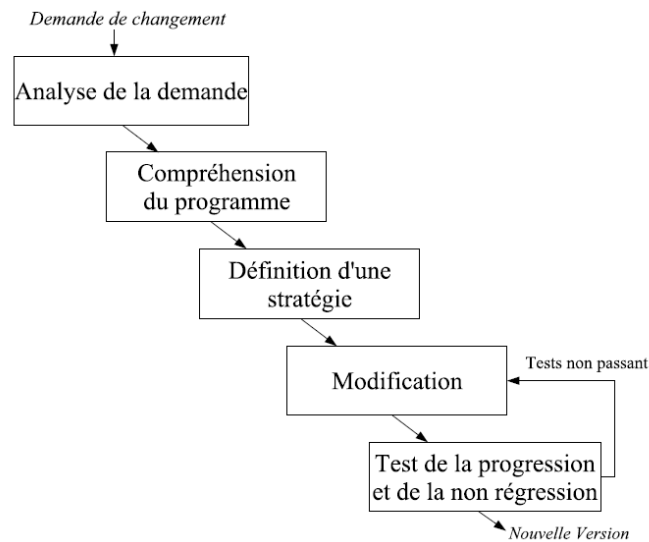 Demande de changement
Analyse de la demande
Compréhension
du programme
Définition d'une
stratégie
Modification
Tests non passant
Test de la progression
et de la non régression
Nouvelle Version